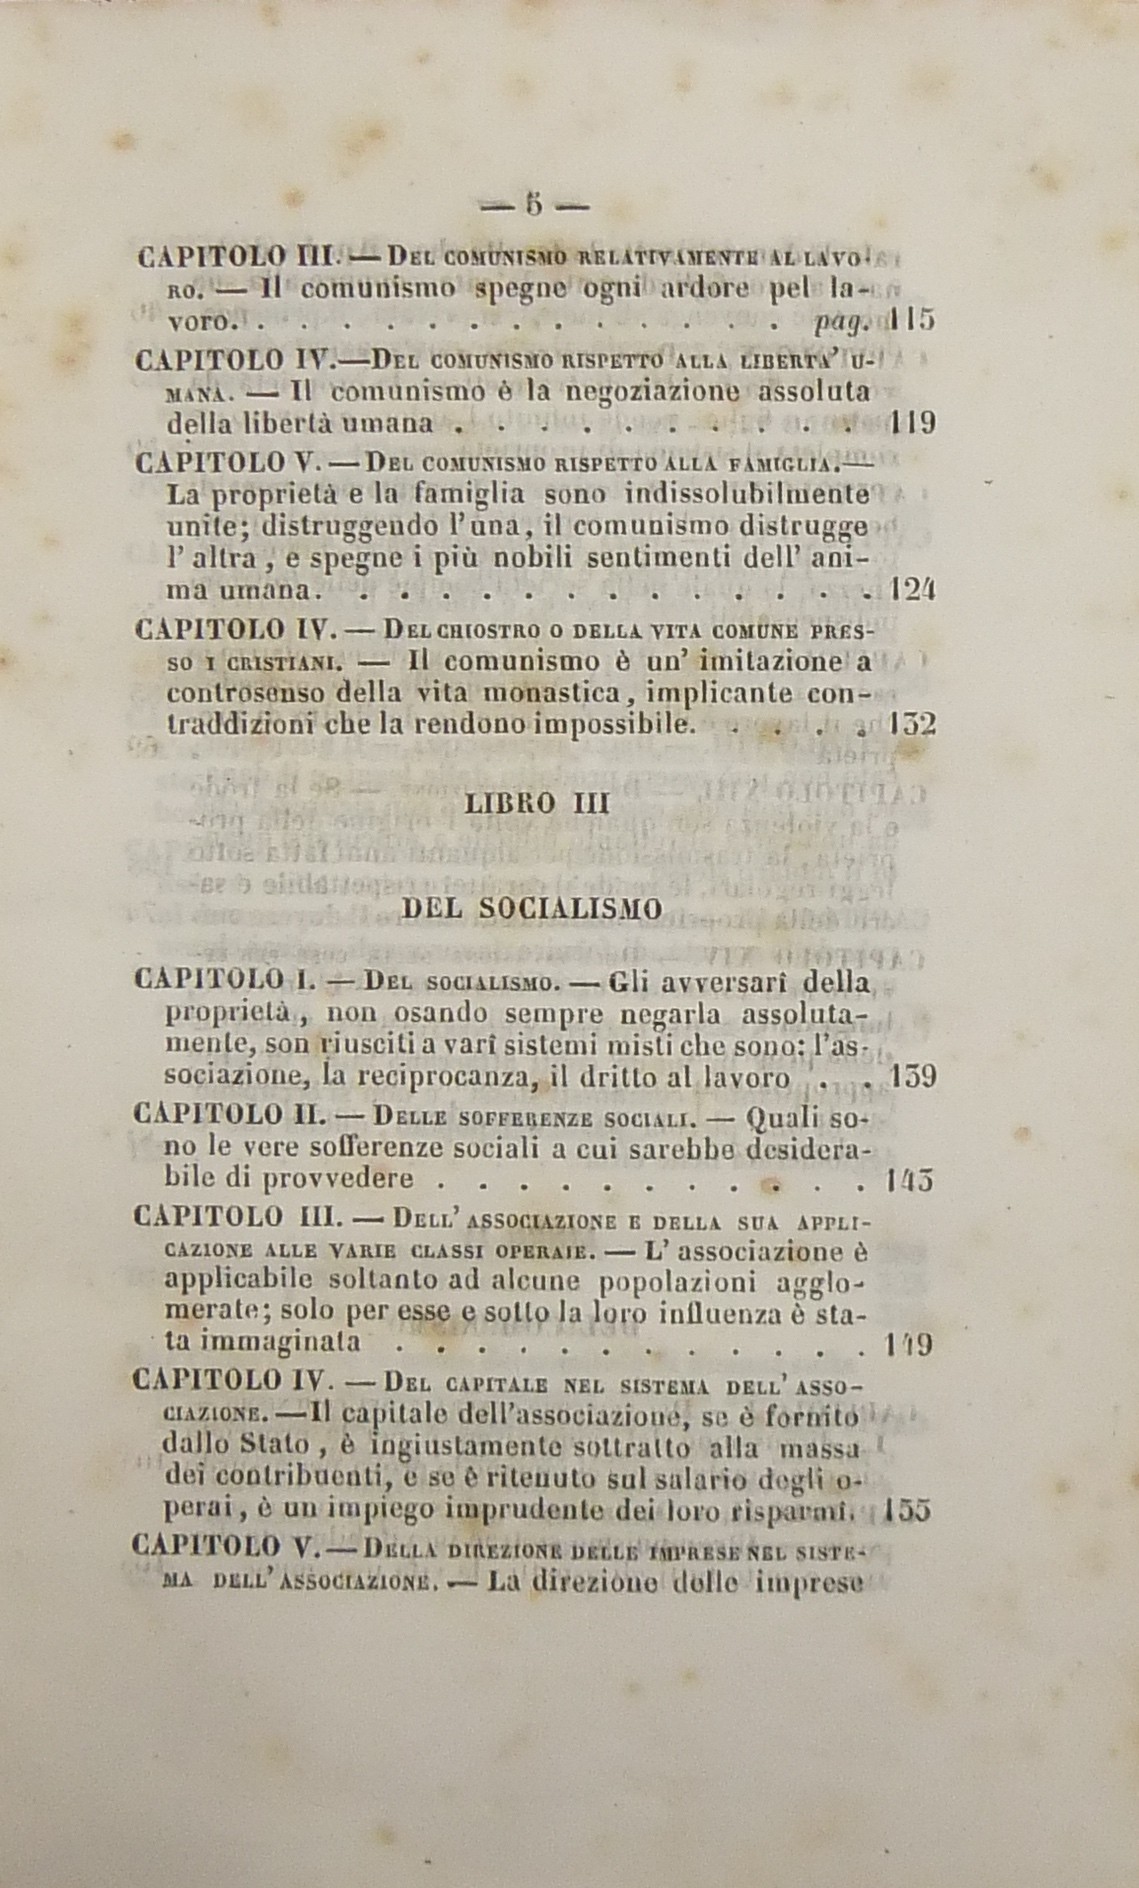 — 5 —
CAPITOLO III. — DEL COMUNISMO RELATIVAMENTE AL LAVO-
RO. — Il comunismo spegne ogni ardore pel la-
voro. . . . . . . . . . . . . . pag. 115
CAPITOLO IV. — DEL COMUNISMO RISPETTO ALLA LIBERTA' U-
MANA. — Il comunismo è la negoziazione assoluta
della libertà umana . . . . . . . . . . 119
CAPITOLO V. — DEL COMUNISMO RISPETTO ALLA FAMIGLIA. —
La proprietà e la famiglia sono indissolubilmente
unite; distruggendo l'una, il comunismo distrugge
l'altra, e spegne i più nobili sentimenti dell'ani-
ma umana. . . . . . . . . . . . . . 124
CAPITOLO IV. — DEL CHIOSTRO O DELLA VITA COMUNE PRES-
SO I CRISTIANI. — Il comunismo è un' imitazione a
controsenso della vita monastica, implicante con-
traddizioni che la rendono impossibile. . . . . 132
LIBRO III
DEL SOCIALISMO
CAPITOLO I. — DEL SOCIALISMO. — Gli avversarî della
proprietà, non osando sempre negarla assoluta-
mente, son riusciti a varî sistemi misti che sono: l'as-
sociazione, la reciprocanza, il dritto al lavoro . . 139
CAPITOLO II. — DELLE SOFFERENZE SOCIALI. — Quali so-
no le vere sofferenze sociali a cui sarebbe desidera-
bile di provvedere . . . . . . . . . . . 143
CAPITOLO III. — DELL' ASSOCIAZIONE E DELLA SUA APPLI-
CAZIONE ALLE VARIE CLASSI OPERAIE. — L' associazione è
applicabile soltanto ad alcune popolazioni agglo-
merate; solo per esse e sotto la loro influenza è sta-
ta immaginata . . . . . . . . . . . . 149
CAPITOLO IV. — DEL CAPITALE NEL SISTEMA DELL' ASSO-
CIAZIONE. — Il capitale dell'associazione, se è fornito
dallo Stato, è ingiustamente sottratto alla massa
dei contribuenti, e se è ritenuto sul salario degli o-
perai, è un impiego imprudente dei loro risparmî. 155
CAPITOLO V. — DELLA DIREZIONE DELLE IMPRESE NEL SISTE-
MA DELL' ASSOCIAZIONE. — La direzione delle imprese